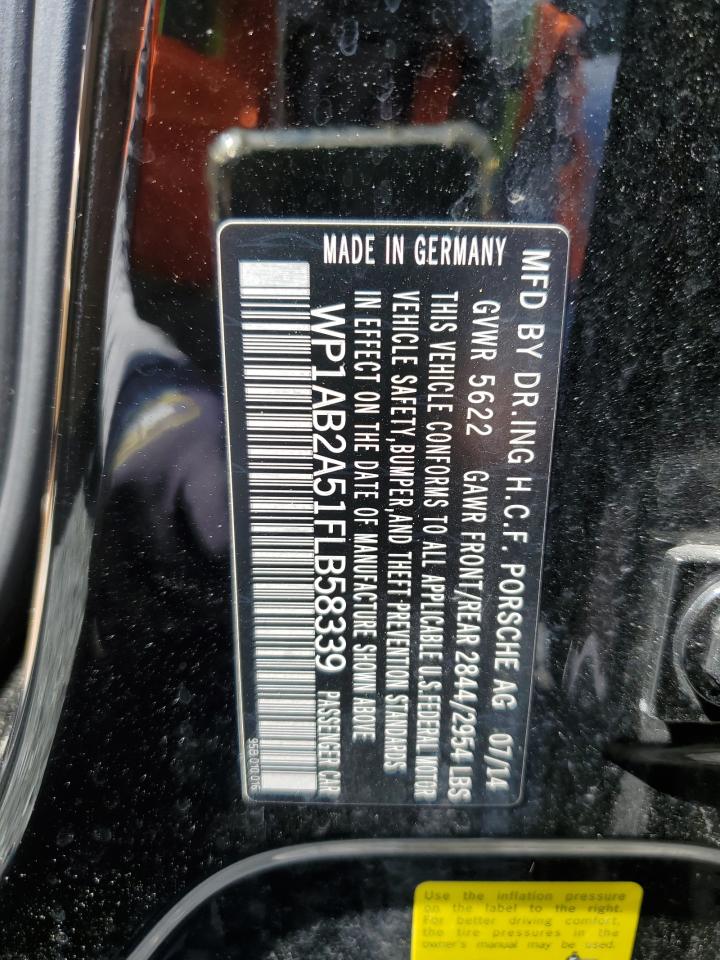 MFD BY DR.ING H.C.F. PORSCHE AG 07/14
GVWR 5622 GAWR FRONT/REAR 2844/2954 LBS
THIS VEHICLE CONFORMS TO ALL APPLICABLE U.S.FEDERAL MOTOR
VEHICLE SAFETY,BUMPER,AND THEFT PREVENTION STANDARDS
IN EFFECT ON THE DATE OF MANUFACTURE SHOWN ABOVE
MADE IN GERMANY
WP1AB2A51FLB58339 PASSENGER CAR
Use the inflation pressure
on the label to the right.
For better driving comfort,
the tire pressures in the
owner's manual may be used.